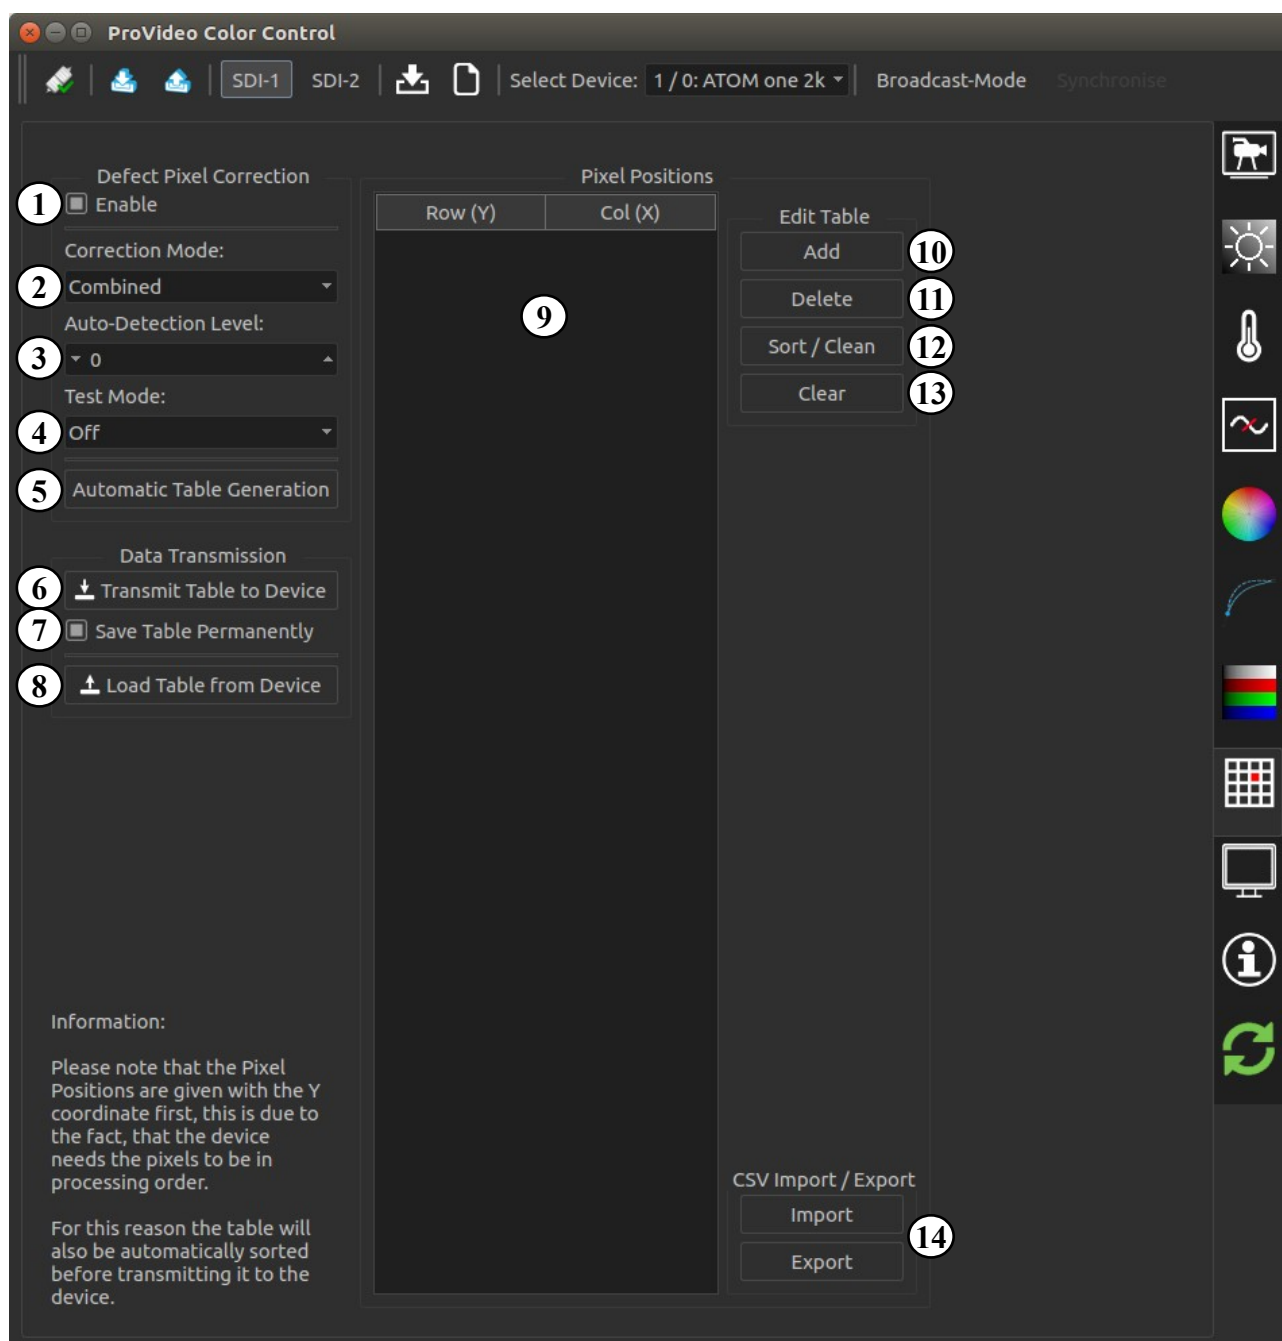 ProVideo Color Control
SDI-1 SDI-2 Select Device: 1 / 0: ATOM one 2k Broadcast-Mode Synchronise
Defect Pixel Correction
1 Enable
Correction Mode:
2 Combined
Auto-Detection Level:
3 0
Test Mode:
4 Off
5 Automatic Table Generation
Data Transmission
6 Transmit Table to Device
7 Save Table Permanently
8 Load Table from Device
Information:
Please note that the Pixel
Positions are given with the Y
coordinate first, this is due to
the fact, that the device
needs the pixels to be in
processing order.
For this reason the table will
also be automatically sorted
before transmitting it to the
device.
Pixel Positions
Row (Y) Col (X)
9
Edit Table
Add 10
Delete 11
Sort / Clean 12
Clear 13
CSV Import / Export
Import
14
Export